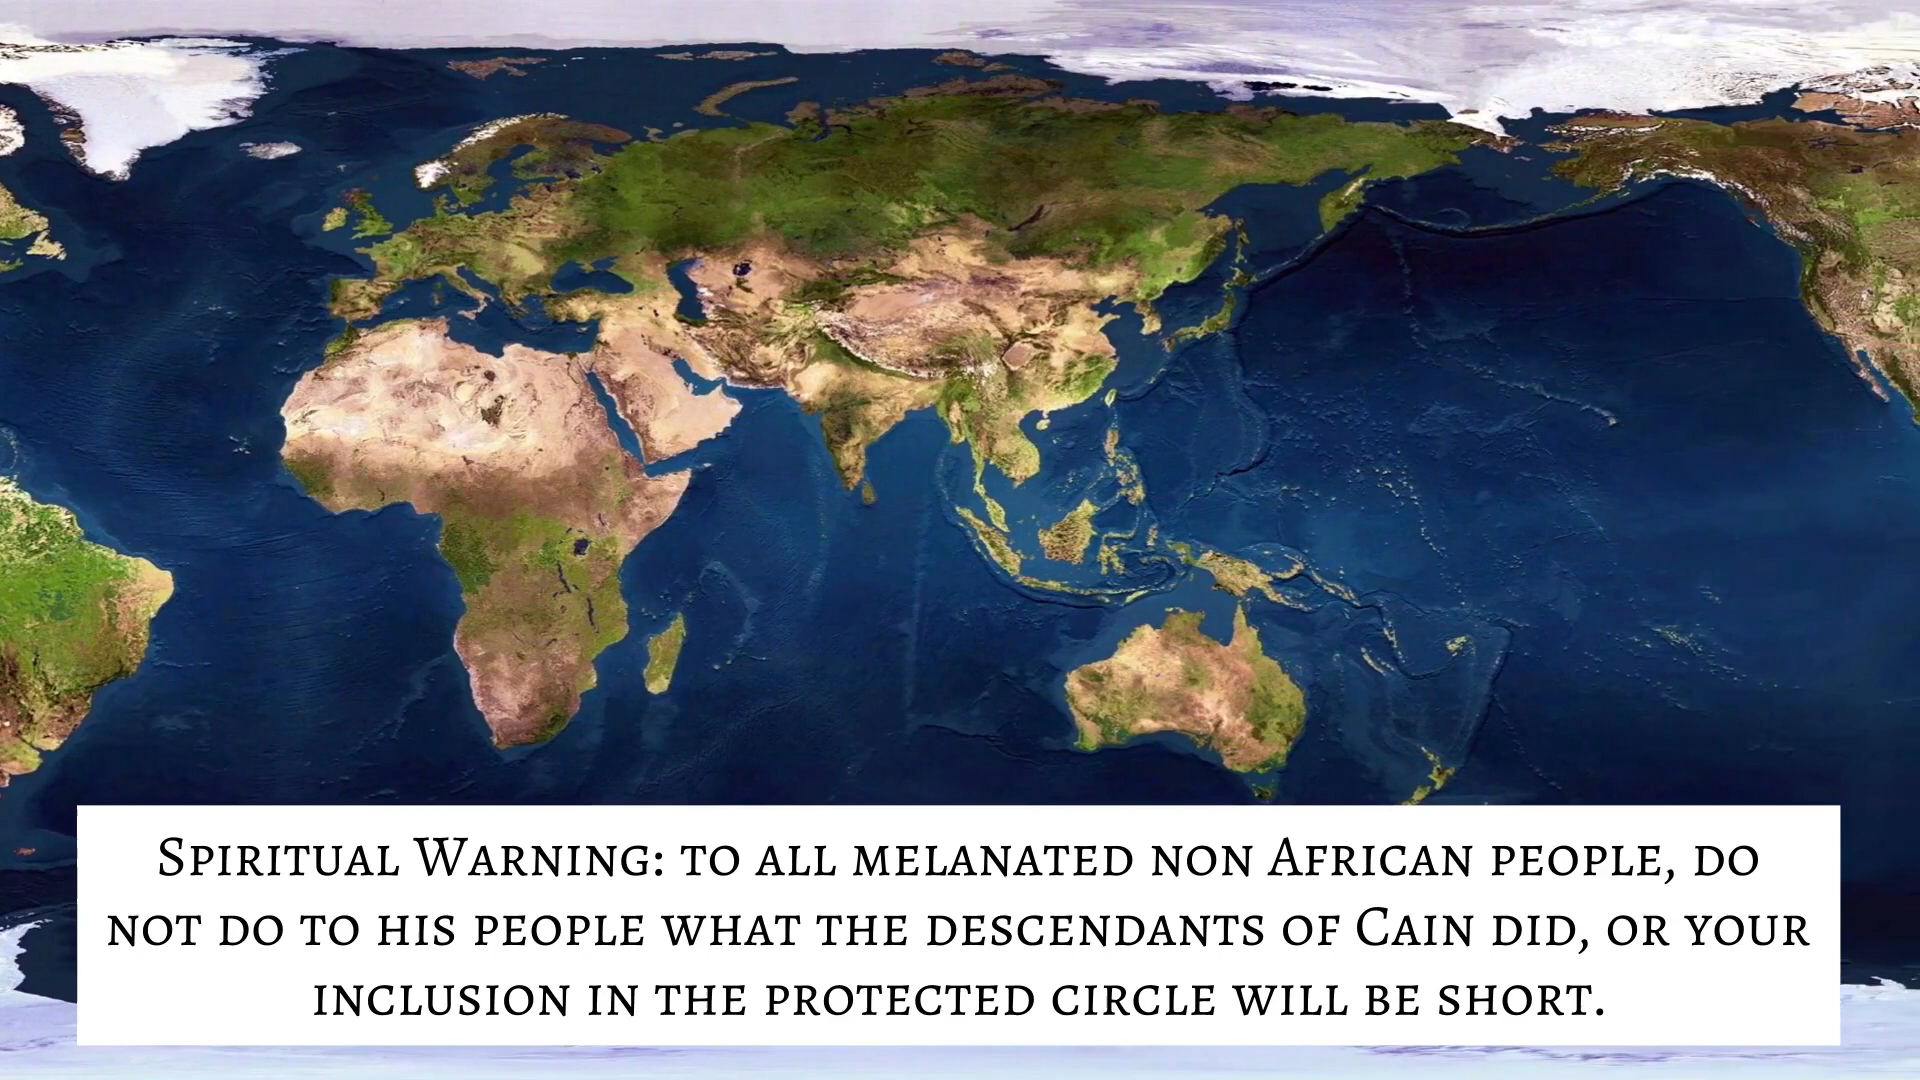 Spiritual Warning: to all melanated non African people, do
not do to his people what the descendants of Cain did, or your
inclusion in the protected circle will be short.